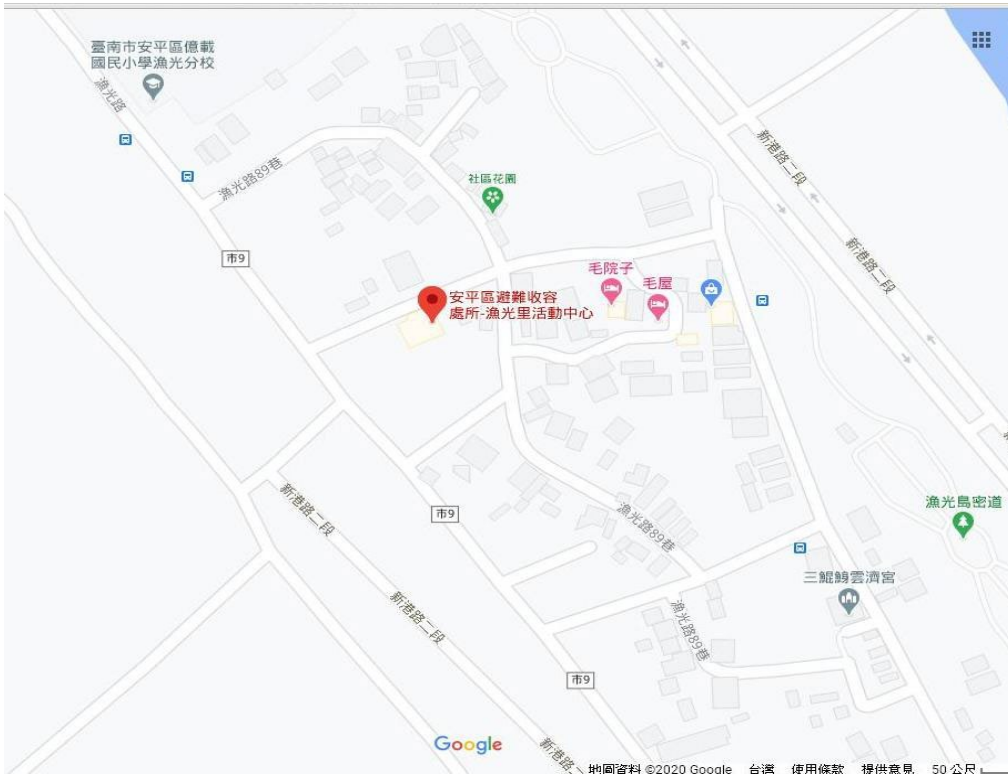 臺南市安平區億載
國民小學漁光分校
漁光路
新港路二段
漁光路89巷
社區花園
新港路二段
市9
毛院子
毛屋
安平區避難收容
處所-漁光里活動中心
新港路二段
市9
漁光路89巷
漁光島密道
三鯤鯓雲濟宮
新港路二段
漁光路89巷
市9
Google
新港路二段
地圖資料 ©2020 Google 台灣 使用條款 提供意見 50 公尺